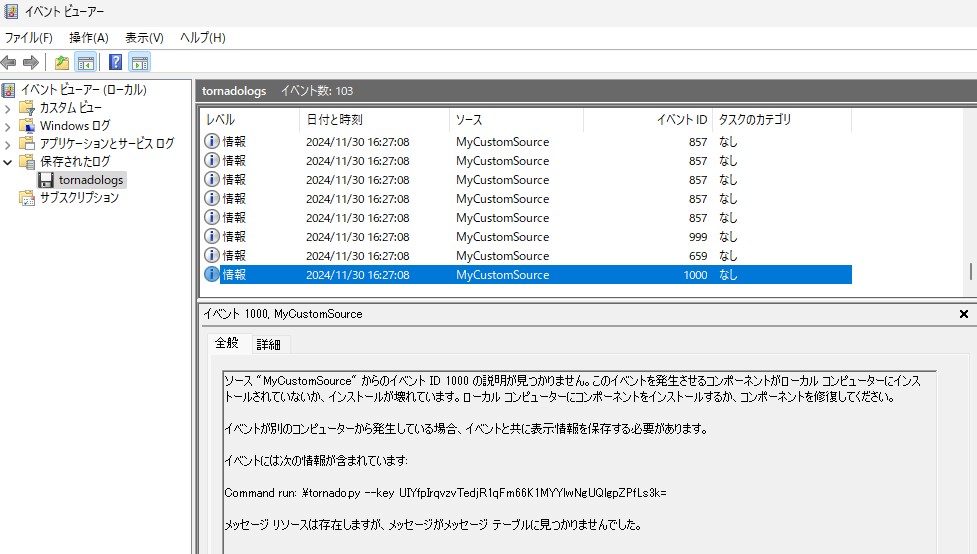 イベント ビューアー
ファイル(F) 操作(A) 表示(V) ヘルプ(H)
イベント ビューアー (ローカル)
カスタム ビュー
Windows ログ
アプリケーションとサービス ログ
保存されたログ
tornadologs
サブスクリプション
tornadologs イベント数: 103
レベル 日付と時刻 ソース イベント ID タスクのカテゴリ
情報 2024/11/30 16:27:08 MyCustomSource 857 なし
情報 2024/11/30 16:27:08 MyCustomSource 857 なし
情報 2024/11/30 16:27:08 MyCustomSource 857 なし
情報 2024/11/30 16:27:08 MyCustomSource 857 なし
情報 2024/11/30 16:27:08 MyCustomSource 857 なし
情報 2024/11/30 16:27:08 MyCustomSource 999 なし
情報 2024/11/30 16:27:08 MyCustomSource 659 なし
情報 2024/11/30 16:27:08 MyCustomSource 1000 なし
イベント 1000, MyCustomSource
全般 詳細
ソース "MyCustomSource" からのイベント ID 1000 の説明が見つかりません。このイベントを発生させるコンポーネントがローカル コンピューターにインス
トールされていないか、インストールが壊れています。ローカル コンピューターにコンポーネントをインストールするか、コンポーネントを修復してください。
イベントが別のコンピューターから発生している場合、イベントと共に表示情報を保存する必要があります。
イベントには次の情報が含まれています:
Command run: .\tornado.py --key UIYfpIrqvzvTedjR1qFm66K1MYYlwNgUQlgpZPfLs3k=
メッセージ リソースは存在しますが、メッセージがメッセージ テーブルに見つかりませんでした。